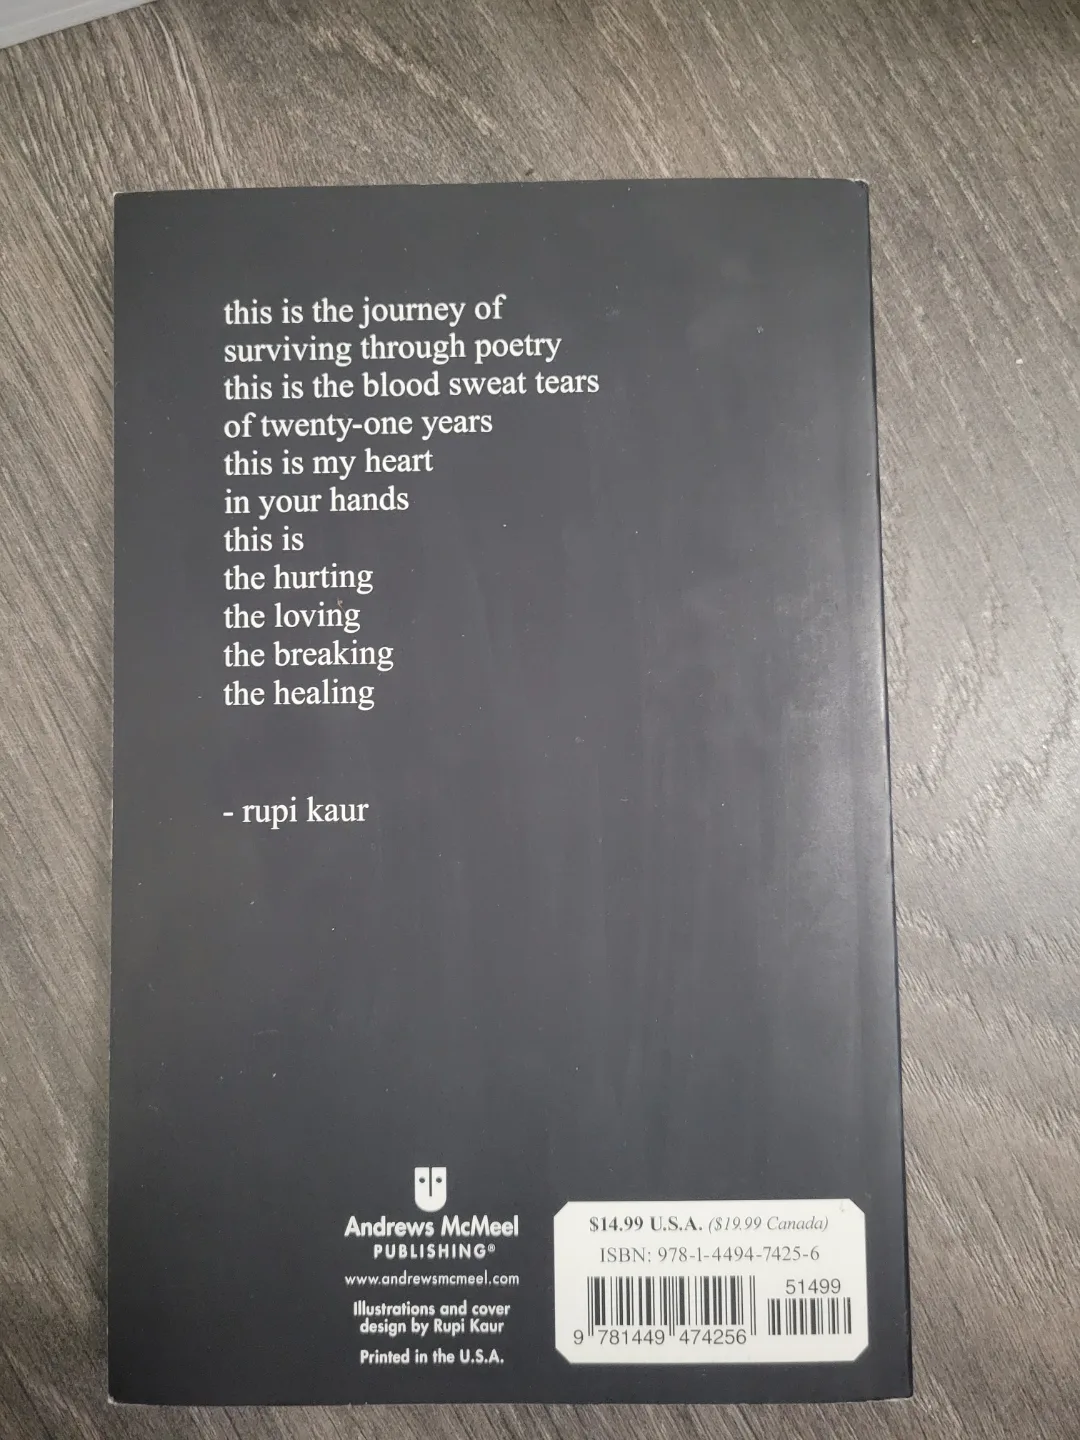 this is the journey of
surviving through poetry
this is the blood sweat tears
of twenty-one years
this is my heart
in your hands
this is
the hurting
the loving
the breaking
the healing
- rupi kaur
Andrews McMeel
PUBLISHING®
www.andrewsmcmeel.com
Illustrations and cover
design by Rupi Kaur
Printed in the U.S.A.
$14.99 U.S.A. ($19.99 Canada)
ISBN: 978-1-4494-7425-6
51499
9 781449 474256